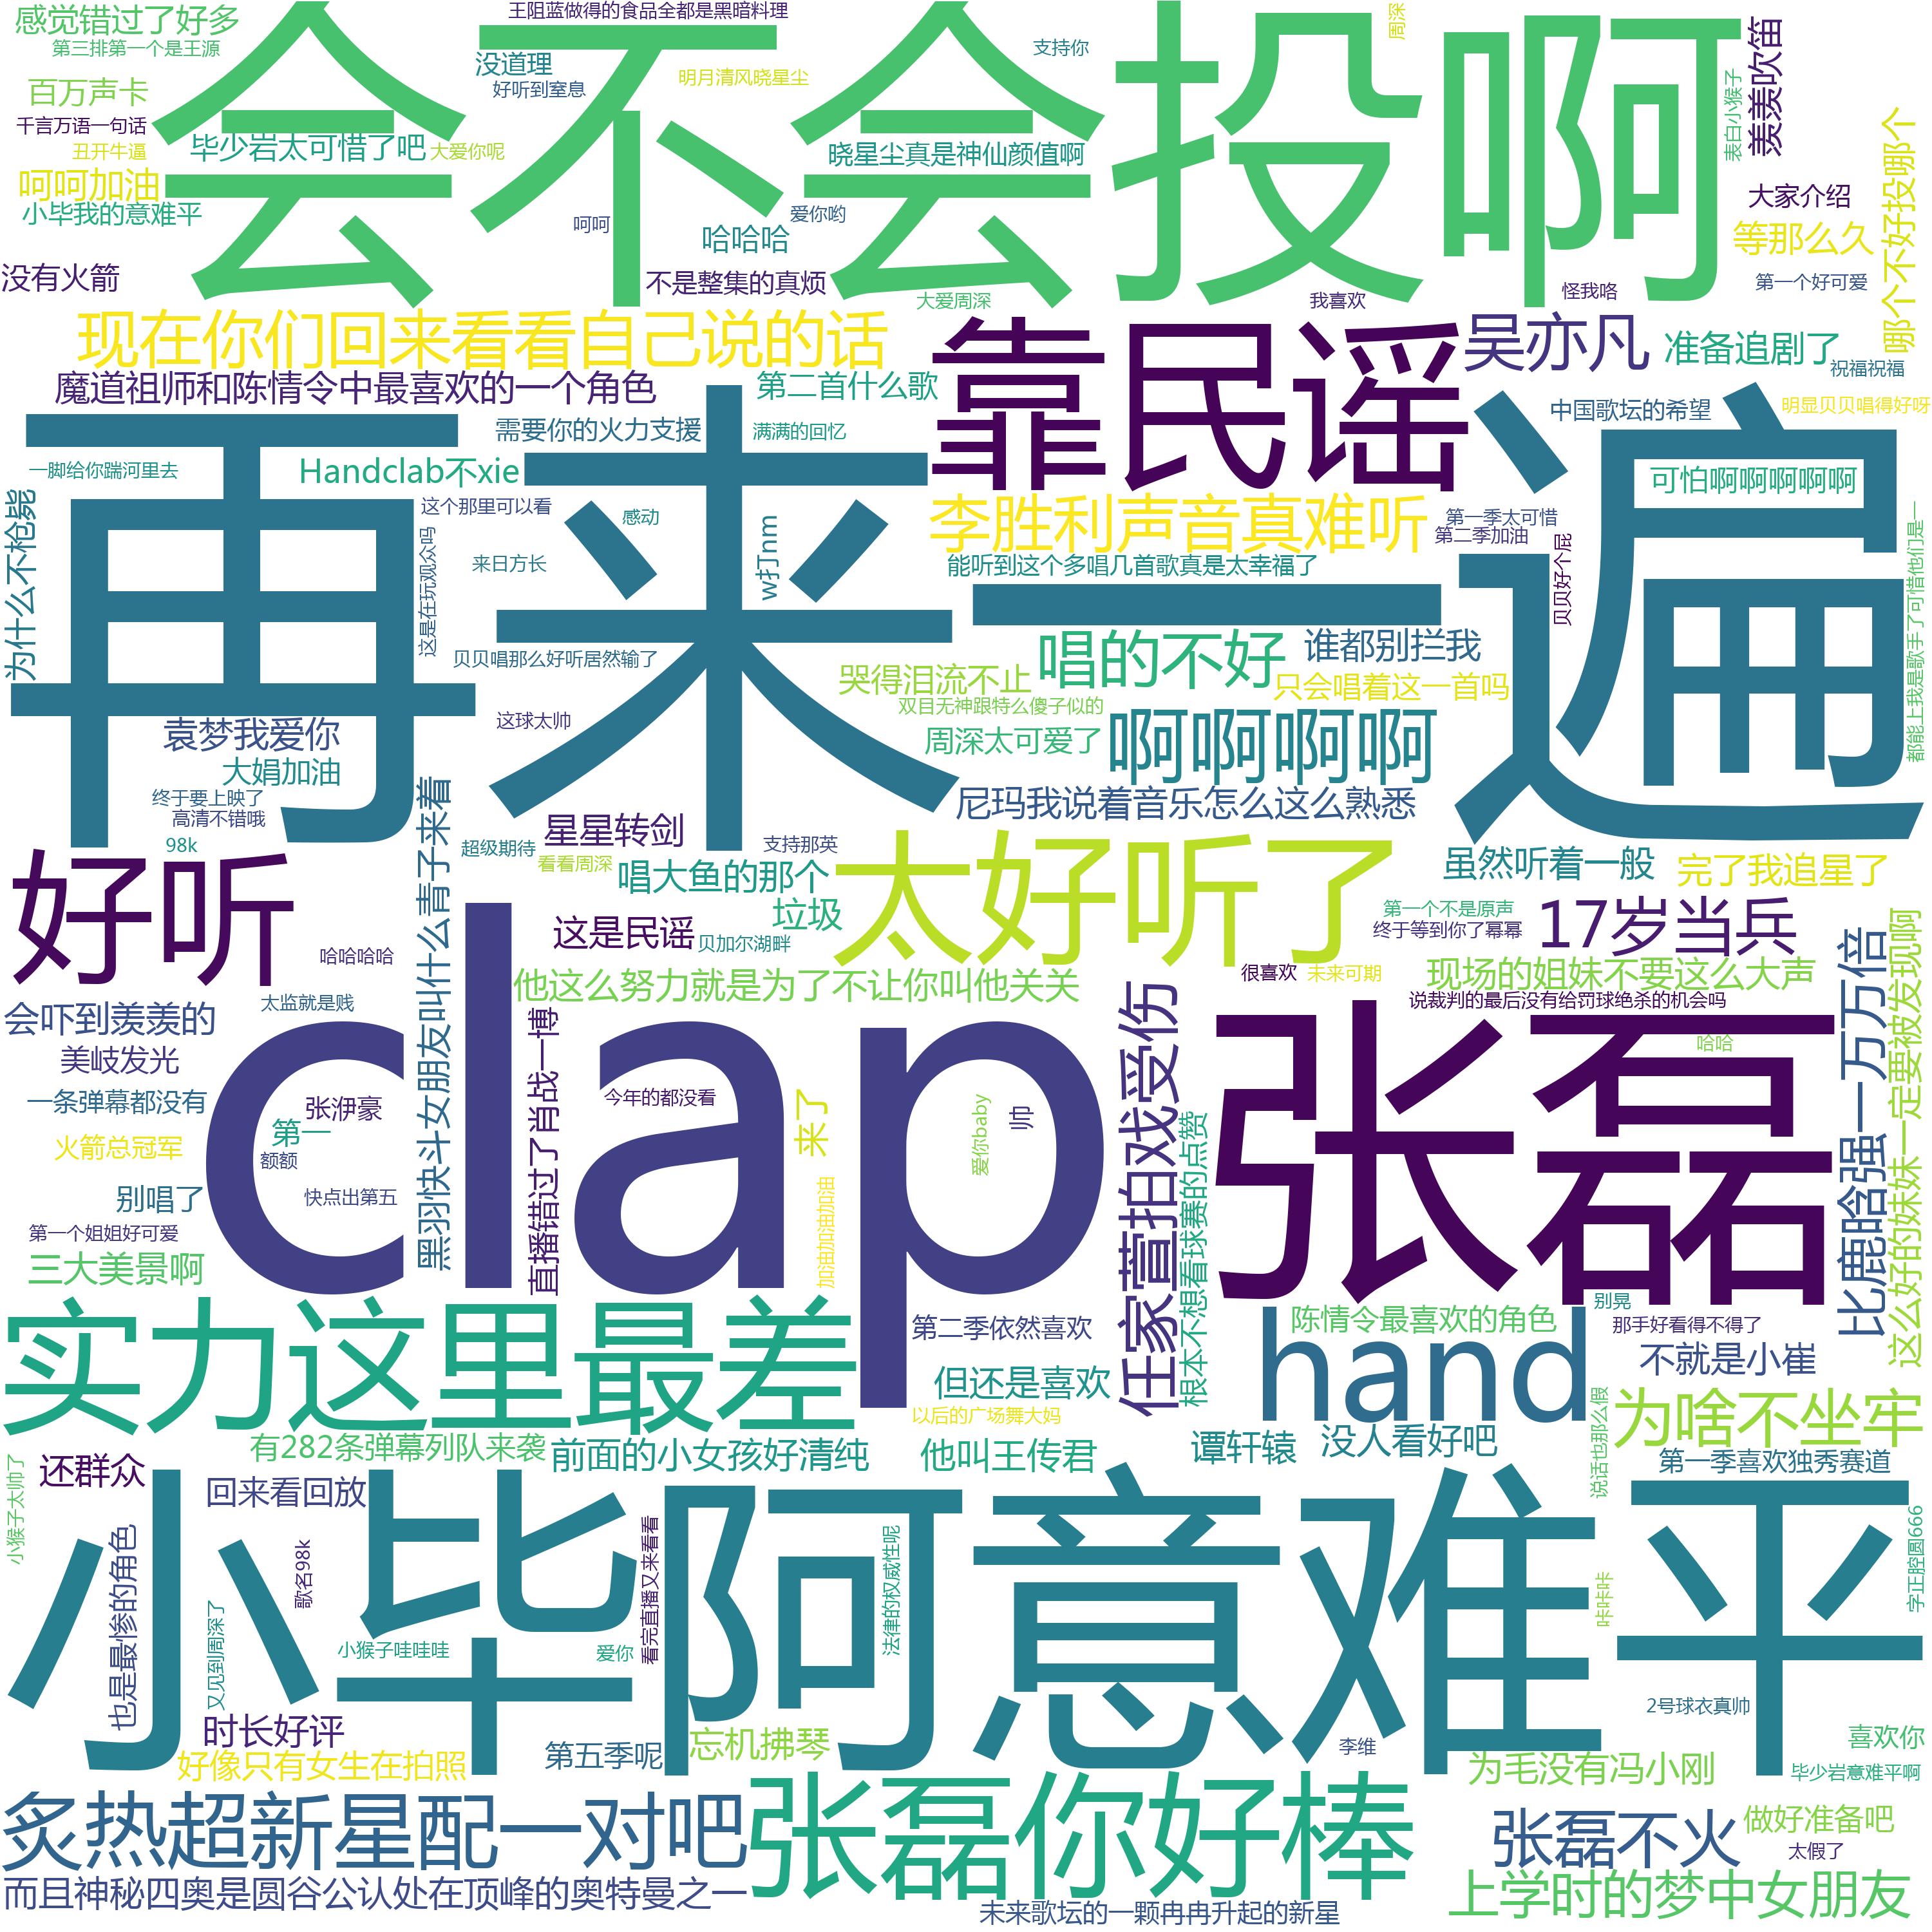 感觉错过了好多
王阻蓝做得的食品全都是黑暗料理
第三排第一个是王源
会不会投啊
没道理
支持你
周深
明月清风晓星尘
好听到窒息
百万声卡
表白小猴子
羡羡吹笛
千言万语一句话
丑开牛逼
毕少岩太可惜了吧
大爱你呢
晓星尘真是神仙颜值啊
呵呵加油
小毕我的意难平
呵呵
爱你哟
哈哈哈
大家介绍
等那么久
哪个不好投哪个
没有火箭
不是整集的真烦
大爱周深
我喜欢
怪我咯
第一个好可爱
现在你们回来看看自己说的话
靠民谣
吴亦凡
准备追剧了
祝福祝福
魔道祖师和陈情令中最喜欢的一个角色
第二首什么歌
中国歌坛的希望
明显贝贝唱得好呀
再来一遍
需要你的火力支援
满满的回忆
一脚给你踹河里去
Handclab不xie
可怕啊啊啊啊啊
为什么不枪毙
这个那里可以看
感动
w打nm
李胜利声音真难听
第一季太可惜
第二季加油
这是在玩观众吗
来日方长
能听到这个多唱几首歌真是太幸福了
贝贝好个屁
都能上我是歌手了可惜他们是一
贝贝唱那么好听居然输了
唱的不好
谁都别拦我
哭得泪流不止
只会唱着这一首吗
双目无神跟特么傻子似的
这球太帅
袁梦我爱你
周深太可爱了
啊啊啊啊
大娟加油
终于要上映了
高清不错哦
98k
黑羽快斗女朋友叫什么青子来着
尼玛我说着音乐怎么这么熟悉
星星转剑
超级期待
看看周深
支持那英
好听
唱大鱼的那个
太好听了
虽然听着一般
完了我追星了
垃圾
这是民谣
贝加尔湖畔
第一个不是原声
终于等到你了幂幂
17岁当兵
哈哈哈哈
他这么努力就是为了不让你叫他关关
很喜欢
未来可期
现场的姐妹不要这么大声
比鹿晗强一万万倍
这么好的妹妹一定要被发现啊
会吓到羡羡的
太监就是贱
clap
说裁判的最后没有给罚球绝杀的机会吗
张磊
哈哈
美岐发光
直播错过了肖战一博
任家萱拍戏受伤
一条弹幕都没有
张洢豪
今年的都没看
来了
爱你baby
帅
根本不想看球赛的点赞
火箭总冠军
第一
额额
别唱了
快点出第五
加油加油加油
第一个姐姐好可爱
三大美景啊
实力这里最差
第二季依然喜欢
hand
别晃
陈情令最喜欢的角色
那手好看得不得了
但还是喜欢
不就是小崔
以后的广场舞大妈
说话也那么假
为啥不坐牢
有282条弹幕列队来袭
前面的小女孩好清纯
他叫王传君
谭轩辕
没人看好吧
还群众
小猴子太帅了
回来看回放
第一季喜欢独秀赛道
小毕阿意难平
也是最惨的角色
歌名98k
看完直播又来看看
法律的权威性呢
字正腔圆666
又见到周深了
咔咔咔
小猴子哇哇哇
爱你
2号球衣真帅
时长好评
忘机拂琴
李维
喜欢你
好像只有女生在拍照
第五季呢
为毛没有冯小刚
毕少岩意难平啊
炙热超新星配一对吧
张磊你好棒
张磊不火
做好准备吧
太假了
而且神秘四奥是圆谷公认处在顶峰的奥特曼之一
未来歌坛的一颗冉冉升起的新星
上学时的梦中女朋友